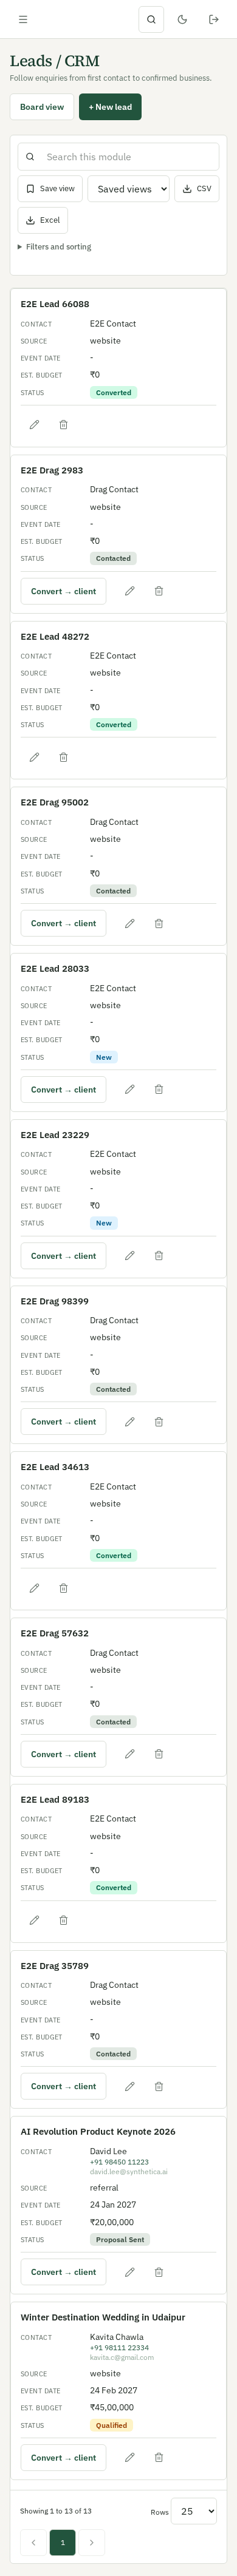 Leads / CRM
Follow enquiries from first contact to confirmed business.
Board view
+ New lead
Search this module
Save view
Saved views
CSV
Excel
Filters and sorting
E2E Lead 66088
CONTACT E2E Contact
SOURCE website
EVENT DATE -
EST. BUDGET ₹0
STATUS Converted
E2E Drag 2983
CONTACT Drag Contact
SOURCE website
EVENT DATE -
EST. BUDGET ₹0
STATUS Contacted
Convert → client
E2E Lead 48272
CONTACT E2E Contact
SOURCE website
EVENT DATE -
EST. BUDGET ₹0
STATUS Converted
E2E Drag 95002
CONTACT Drag Contact
SOURCE website
EVENT DATE -
EST. BUDGET ₹0
STATUS Contacted
Convert → client
E2E Lead 28033
CONTACT E2E Contact
SOURCE website
EVENT DATE -
EST. BUDGET ₹0
STATUS New
Convert → client
E2E Lead 23229
CONTACT E2E Contact
SOURCE website
EVENT DATE -
EST. BUDGET ₹0
STATUS New
Convert → client
E2E Drag 98399
CONTACT Drag Contact
SOURCE website
EVENT DATE -
EST. BUDGET ₹0
STATUS Contacted
Convert → client
E2E Lead 34613
CONTACT E2E Contact
SOURCE website
EVENT DATE -
EST. BUDGET ₹0
STATUS Converted
E2E Drag 57632
CONTACT Drag Contact
SOURCE website
EVENT DATE -
EST. BUDGET ₹0
STATUS Contacted
Convert → client
E2E Lead 89183
CONTACT E2E Contact
SOURCE website
EVENT DATE -
EST. BUDGET ₹0
STATUS Converted
E2E Drag 35789
CONTACT Drag Contact
SOURCE website
EVENT DATE -
EST. BUDGET ₹0
STATUS Contacted
Convert → client
AI Revolution Product Keynote 2026
CONTACT David Lee
+91 98450 11223
david.lee@synthetica.ai
SOURCE referral
EVENT DATE 24 Jan 2027
EST. BUDGET ₹20,00,000
STATUS Proposal Sent
Convert → client
Winter Destination Wedding in Udaipur
CONTACT Kavita Chawla
+91 98111 22334
kavita.c@gmail.com
SOURCE website
EVENT DATE 24 Feb 2027
EST. BUDGET ₹45,00,000
STATUS Qualified
Convert → client
Showing 1 to 13 of 13
Rows 25
1